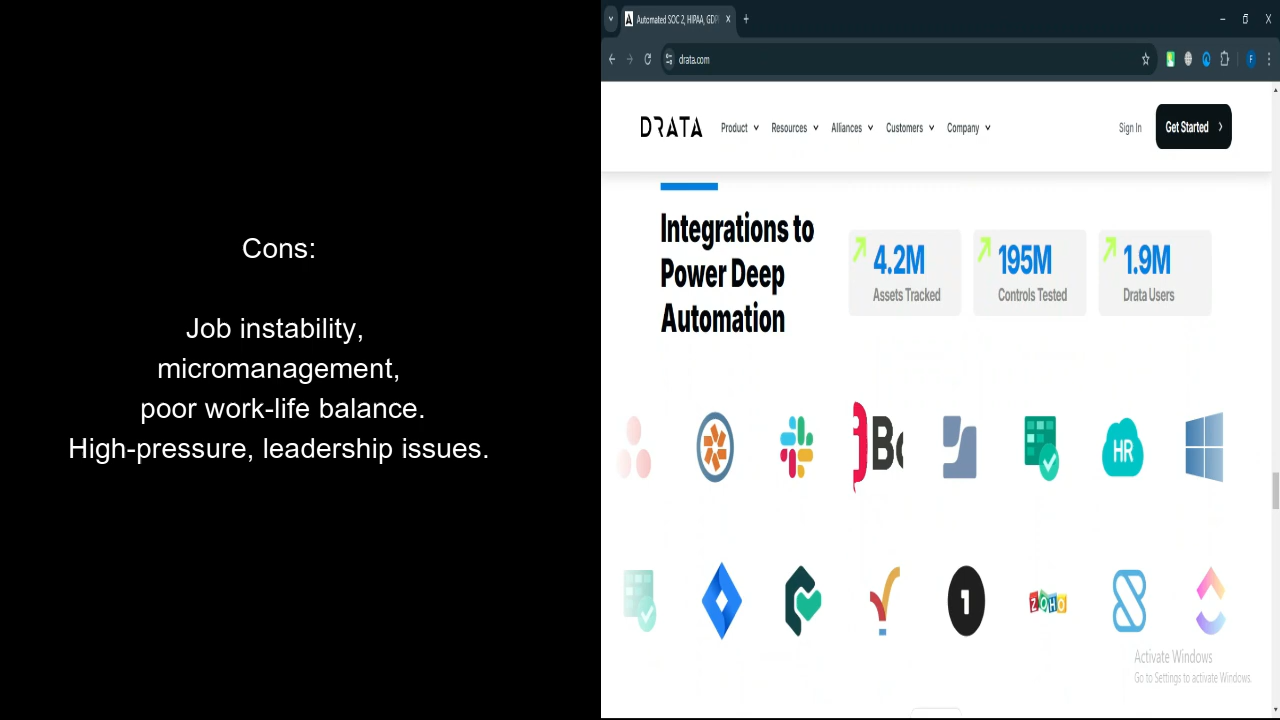 Cons:
Job instability,
micromanagement,
poor work-life balance.
High-pressure, leadership issues.
Automated SOC 2, HIPAA, GDP
drata.com
F
DRATA
Product
Resources
Alliances
Customers
Company
Sign In
Get Started
Integrations to
Power Deep
Automation
4.2M
Assets Tracked
195M
Controls Tested
1.9M
Drata Users
Bo
HR
1
ZOHO
Activate Windows
Go to Settings to activate Windows.